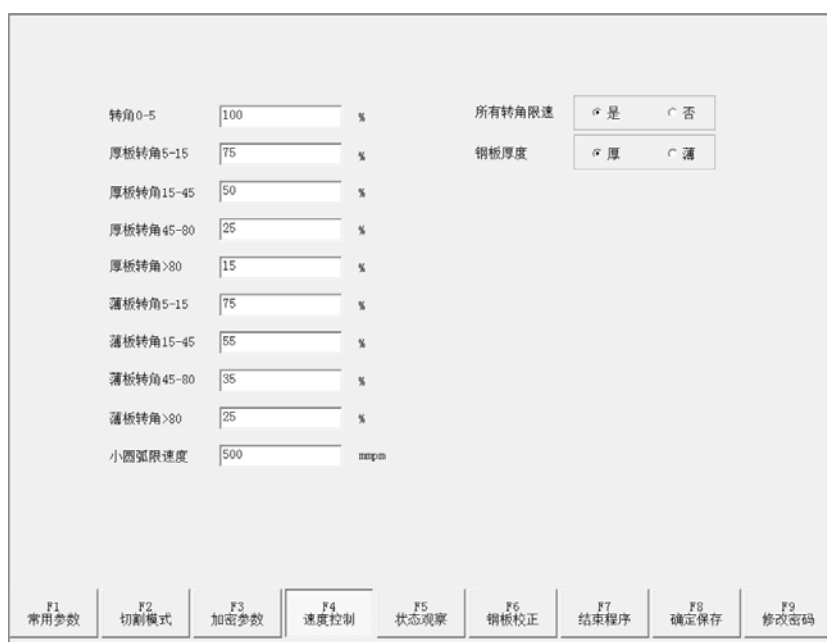 转角0-5 100 %
厚板转角5-15 75 %
厚板转角15-45 50 %
厚板转角45-80 25 %
厚板转角>80 15 %
薄板转角5-15 75 %
薄板转角15-45 55 %
薄板转角45-80 35 %
薄板转角>80 25 %
小圆弧限速度 500 mmpm
所有转角限速 是 否
钢板厚度 厚 薄
F1 F2 F3 F4 F5 F6 F7 F8 F9
常用参数 切割模式 加密参数 速度控制 状态观察 钢板校正 结束程序 确定保存 修改密码